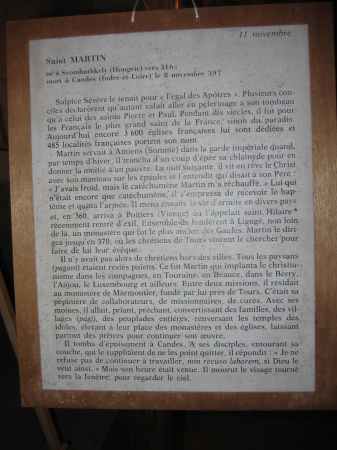 11 novembre
Saint MARTIN
né à Szombathkely (Hongrie) vers 316;
mort à Candes (Indre-et-Loire) le 8 novembre 397
Sulpice Sévère le tenait pour « l'égal des Apôtres ». Plusieurs con-
ciles décrétèrent qu'autant valait aller en pèlerinage à son tombeau
qu'à celui des saints Pierre et Paul. Pendant dix siècles, il fut pour
les Français le plus grand saint de la France, sinon du paradis.
Aujourd'hui encore 3 600 églises françaises lui sont dédiées et
485 localités françaises portent son nom.
Martin servait à Amiens (Somme) dans la garde impériale quand,
par temps d'hiver, il trancha d'un coup d'épée sa chlamyde pour en
donner la moitié à un pauvre. La nuit suivante, il vit en rêve le Christ
avec son manteau sur les épaules et l'entendit qui disait à son Père :
« J'avais froid, mais le catéchumène Martin m'a réchauffé. » Lui qui
n'était encore que catéchumène, il s'empressa de recevoir le bap-
tême et quitta l'armée. Il mena ensuite la vie d'ermite en divers pays
et, en 360, arriva à Poitiers (Vienne) où l'appelait saint Hilaire
récemment rentré d'exil. Ensemble ils fondèrent à Ligugé, non loin
de là, un monastère qui fut le plus ancien des Gaules. Martin le diri-
gea jusqu'en 370, où les chrétiens de Tours vinrent le chercher pour
faire de lui leur évêque.
Il n'y avait pas alors de chrétiens hors des villes. Tous les paysans
(pagani) étaient restés païens. Ce fut Martin qui implanta le christia-
nisme dans les campagnes, en Touraine, en Beauce, dans le Berry,
l'Anjou, le Luxembourg et ailleurs. Entre deux missions, il résidait
au monastère de Marmoutier, fondé par lui près de Tours. C'était sa
pépinière de collaborateurs, de missionnaires, de curés. Avec ses
moines, il allait, priant, prêchant, convertissant des familles, des vil-
lages (pagi), des peuplades entières, renversant les temples des
idoles, élevant à leur place des monastères et des églises, laissant
partout des prêtres pour continuer son œuvre.
Il tomba d'épuisement à Candes. A ses disciples, entourant sa
couche, qui le suppliaient de ne les point quitter, il répondit : « Je ne
refuse pas de continuer à travailler, non recuso laborem, si Dieu le
veut ainsi. » Mais son heure était venue. Il mourut le visage tourné
vers la fenêtre, pour regarder le ciel.